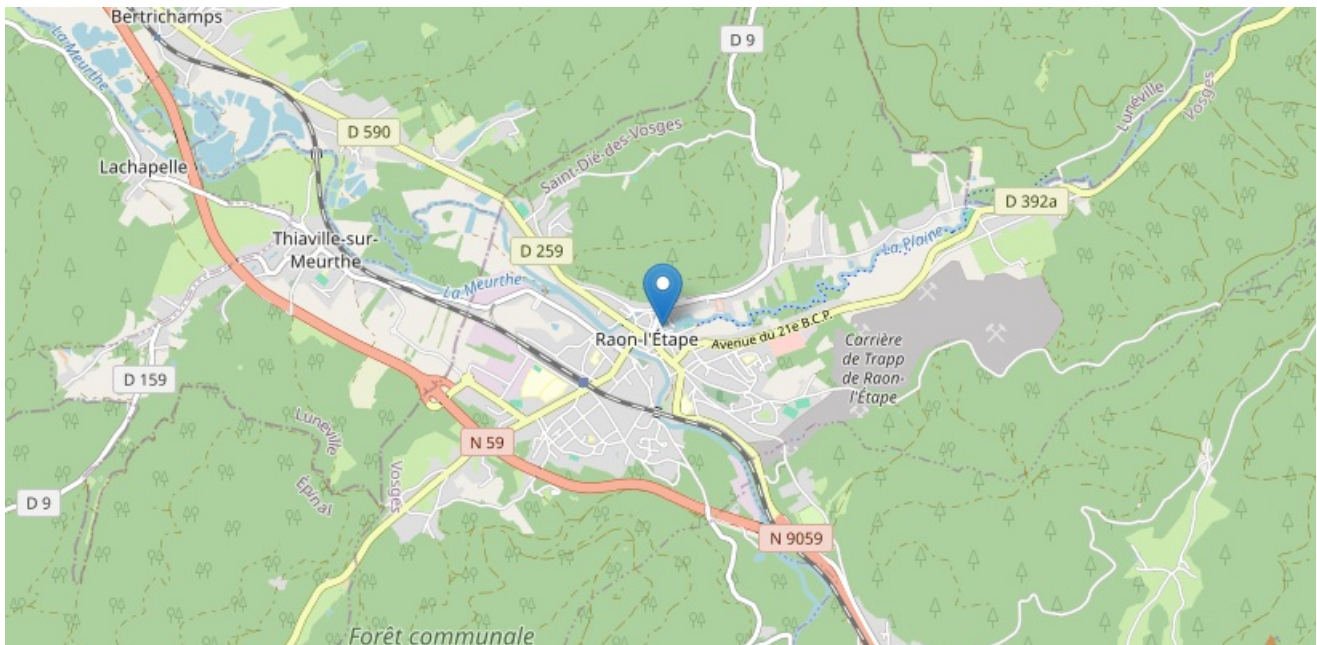 Bertrichamps
La Meurthe
D 9
D 590
Lunéville
Vosges
Saint-Dié-des-Vosges
Lachapelle
D 392a
Thiaville-sur-
Meurthe
D 259
La Plaine
La Meurthe
Raon-l'Étape
Avenue du 21e B.C.P.
Carrière
de Trapp
de Raon-
l'Étape
D 159
Lunéville
Épinal
Vosges
N 59
D 9
N 9059
Forêt communale